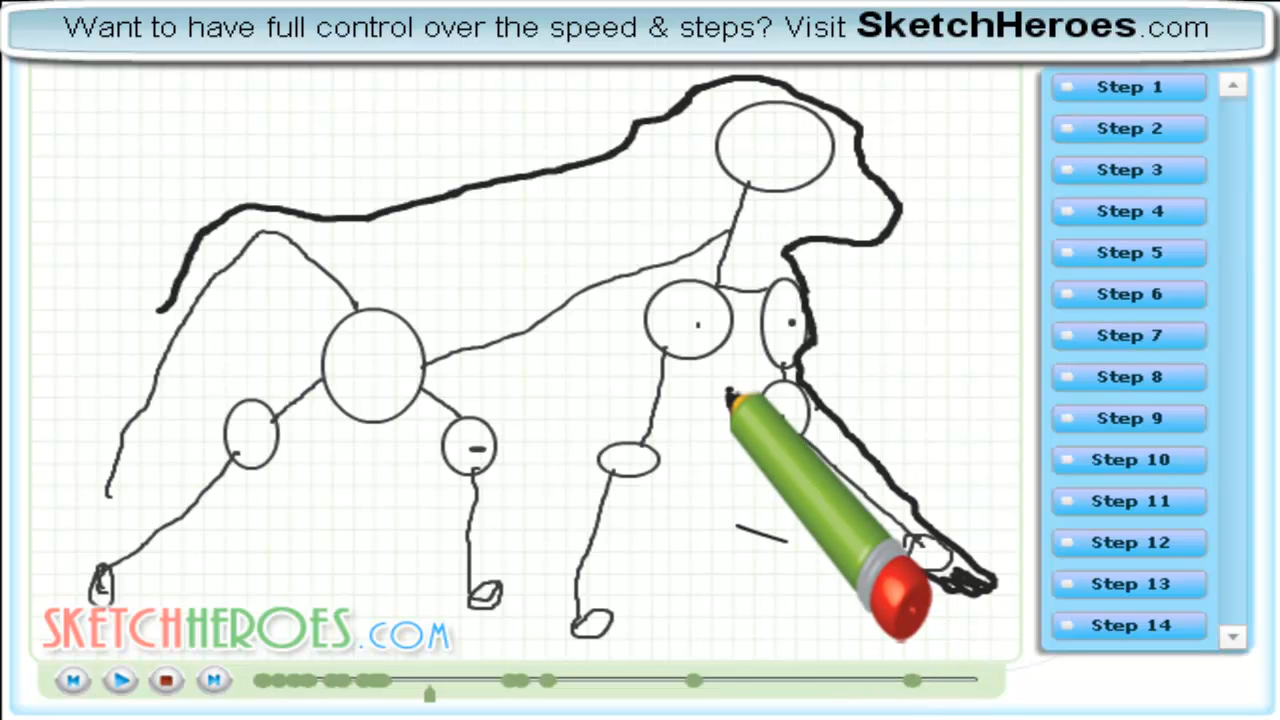 Want to have full control over the speed & steps? Visit SketchHeroes.com
Step 1
Step 2
Step 3
Step 4
Step 5
Step 6
Step 7
Step 8
Step 9
Step 10
Step 11
Step 12
Step 13
Step 14
SKETCHHEROES.COM